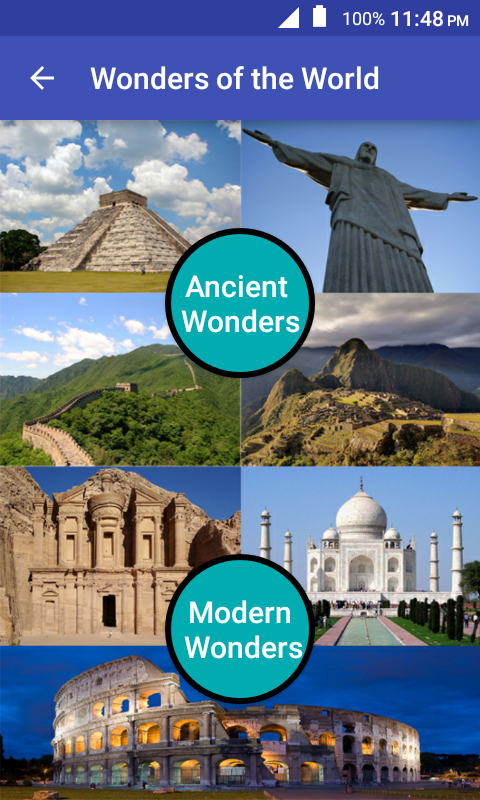 100% 11:48 PM
Wonders of the World
Ancient
Wonders
Modern
Wonders